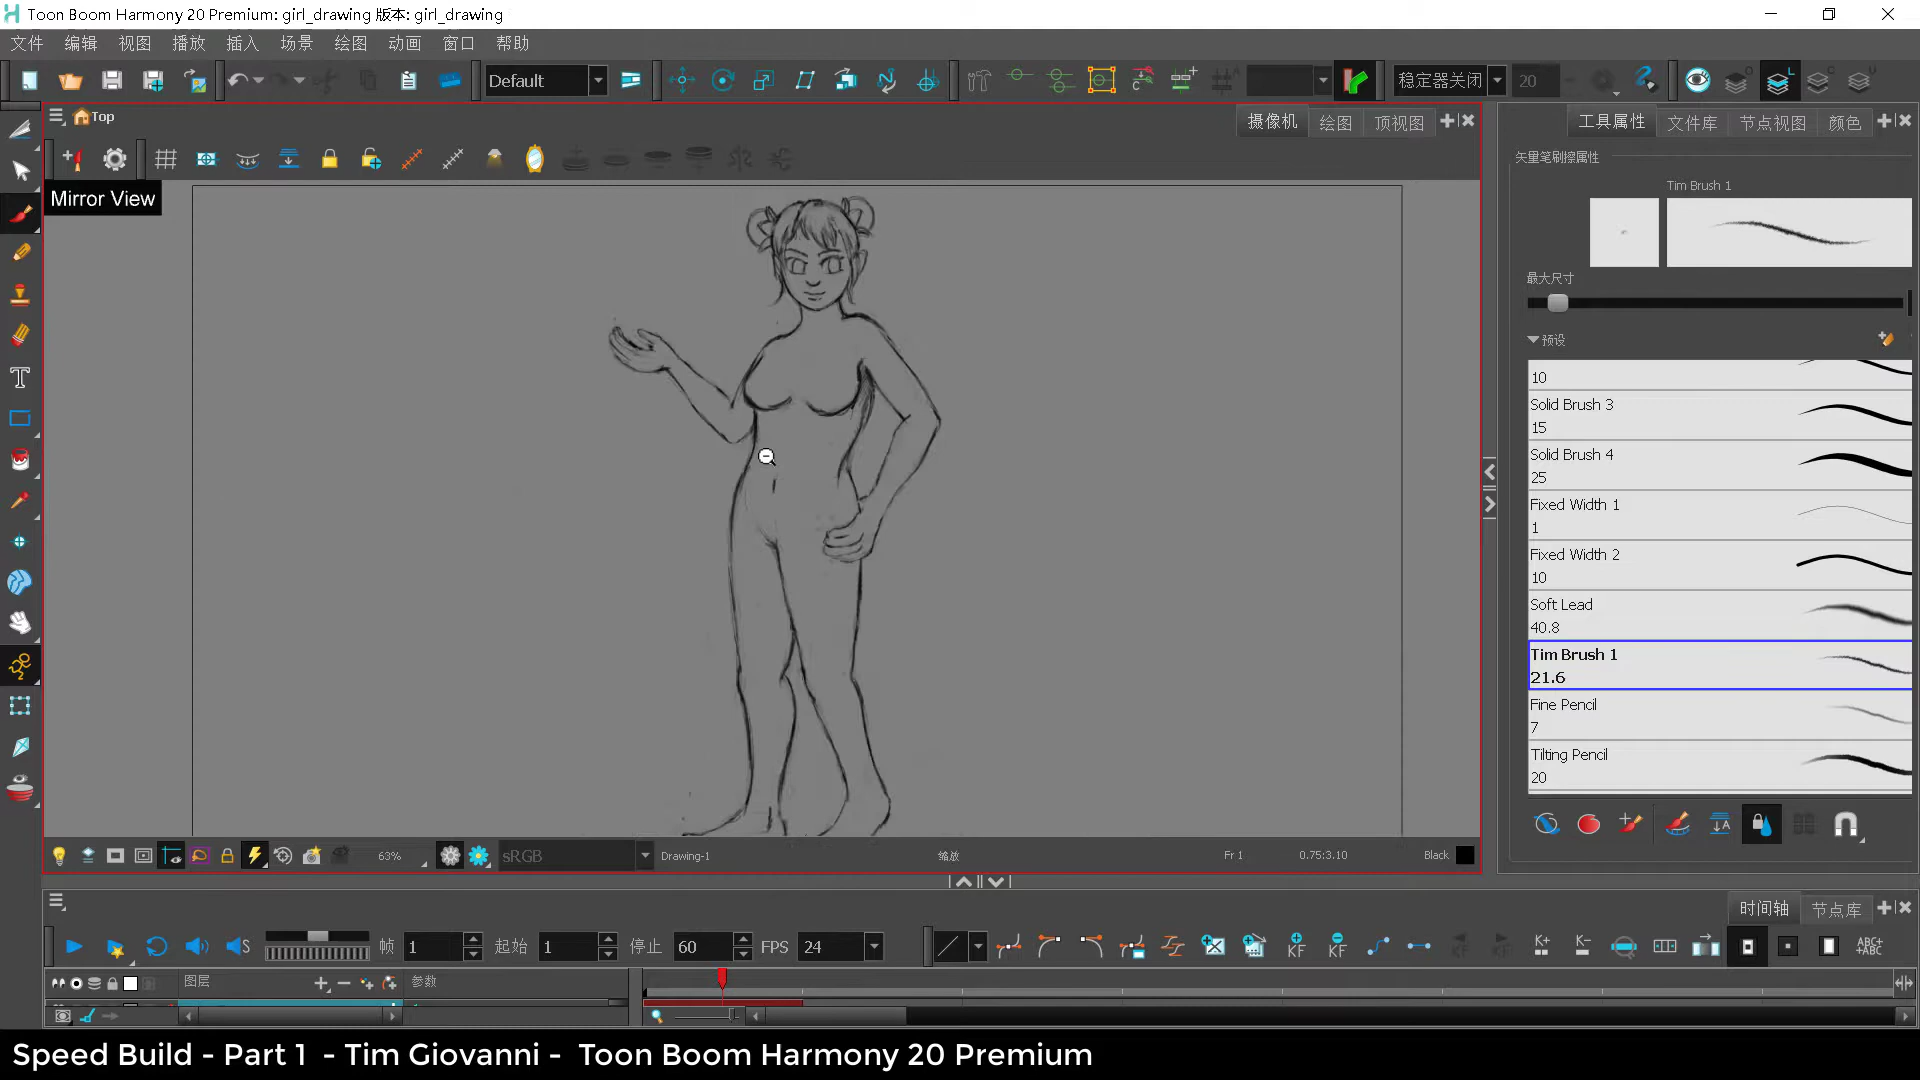 Toon Boom Harmony 20 Premium: girl_drawing 版本: girl_drawing
文件 编辑 视图 播放 插入 场景 绘图 动画 窗口 帮助
Default
稳定器关闭
20
Top
摄像机 绘图 顶视图
工具属性 文件库 节点视图 颜色
Mirror View
矢量笔刷擦属性
Tim Brush 1
最大尺寸
预设
10
Solid Brush 3
15
Solid Brush 4
25
Fixed Width 1
1
Fixed Width 2
10
Soft Lead
40.8
Tim Brush 1
21.6
Fine Pencil
7
Tilting Pencil
20
63%
sRGB
Drawing-1
缩放
Fr 1
0.75:3.10
Black
时间轴 节点库
帧 1 起始 1 停止 60 FPS 24
KF KF K+ K- ABC+ +ABC
图层 参数
Speed Build - Part 1 - Tim Giovanni - Toon Boom Harmony 20 Premium